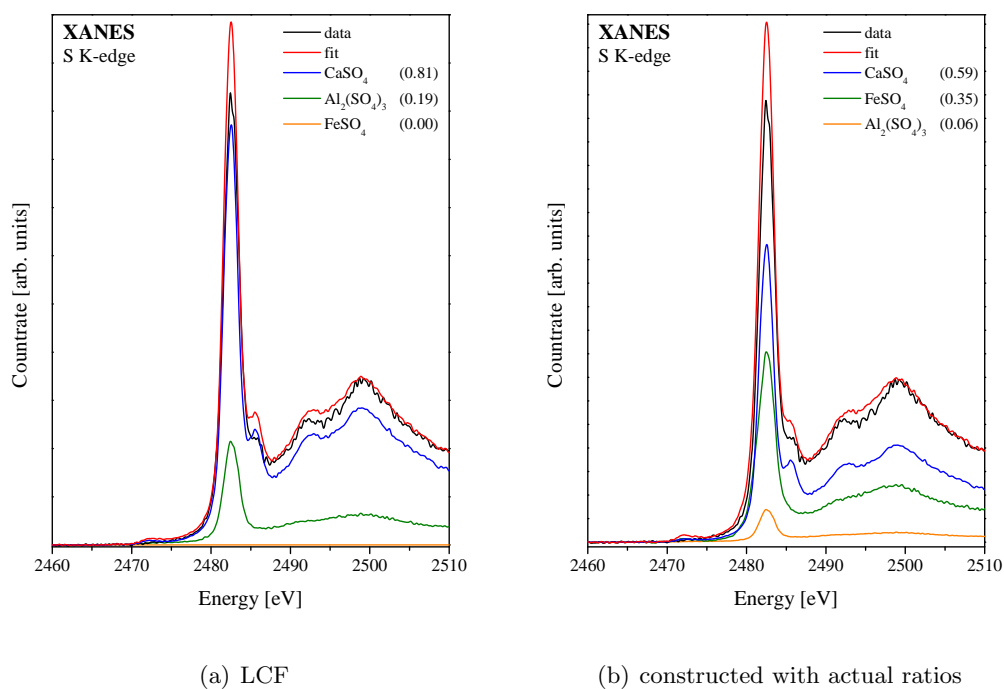 XANES
S K-edge
data
fit
CaSO4 (0.81)
Al2(SO4)3 (0.19)
FeSO4 (0.00)
Countrate [arb. units]
2460 2470 2480 2490 2500 2510
Energy [eV]
(a) LCF
XANES
S K-edge
data
fit
CaSO4 (0.59)
FeSO4 (0.35)
Al2(SO4)3 (0.06)
Countrate [arb. units]
2460 2470 2480 2490 2500 2510
Energy [eV]
(b) constructed with actual ratios